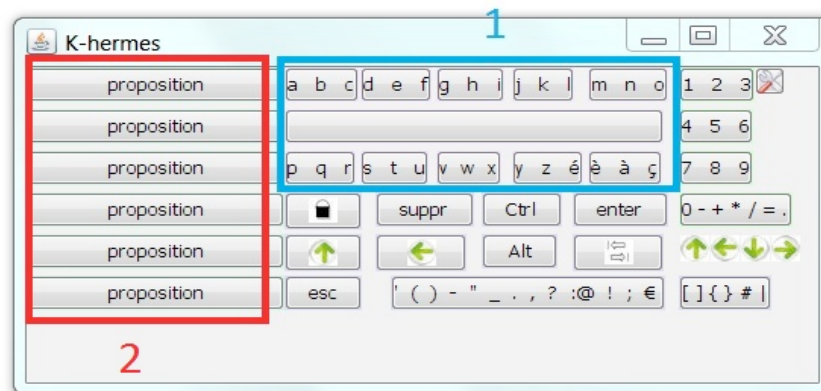 1
K-hermes
proposition a b c d e f g h i j k l m n o 1 2 3
proposition 4 5 6
proposition p q r s t u v w x y z é è à ç 7 8 9
proposition suppr Ctrl enter 0 - + * / = .
proposition Alt
proposition esc ' ( ) - " _ . , ? : @ ! ; € [ ] { } # |
2